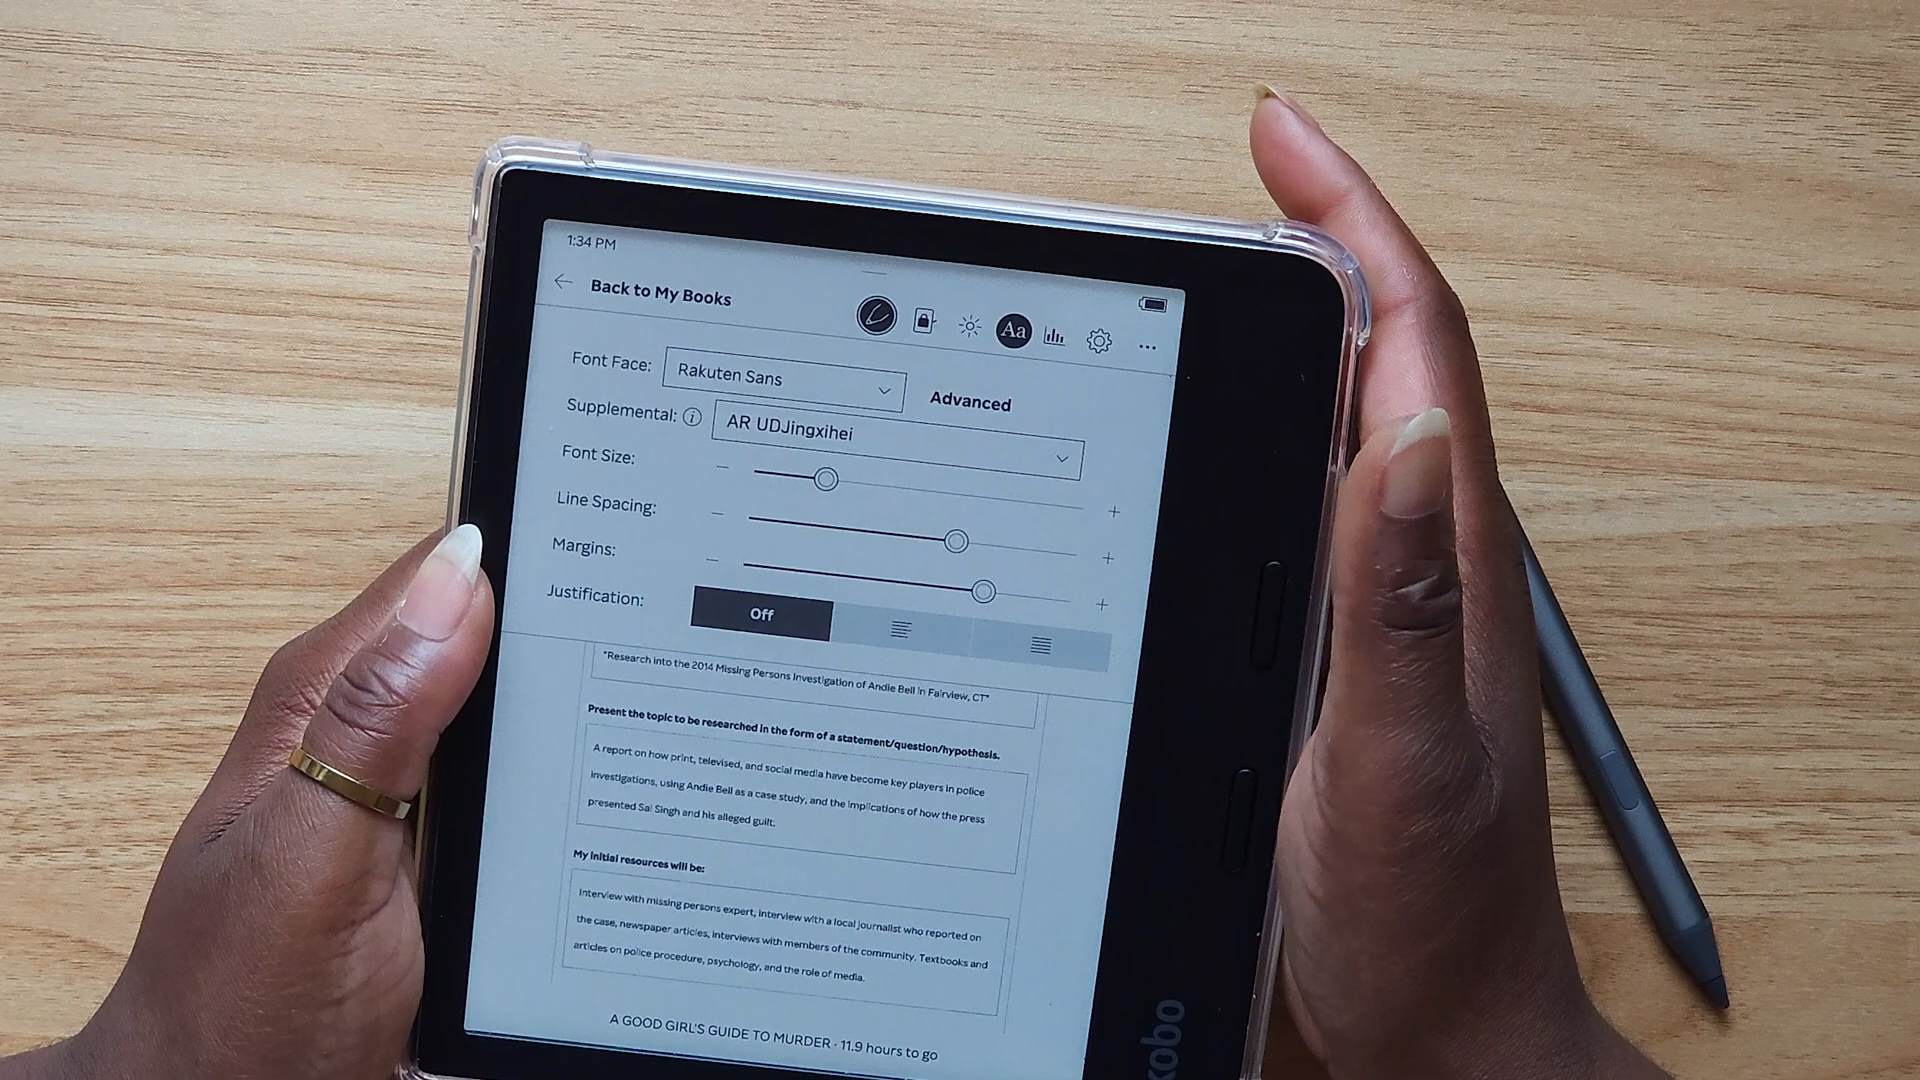 1:34 PM
Back to My Books
Aa
Font Face:
Rakuten Sans
Advanced
Supplemental:
AR UDJingxihei
Font Size:
Line Spacing:
Margins:
Justification:
Off
*Research into the 2014 Missing Persons Investigation of Andie Bell in Fairview, CT*
Present the topic to be researched in the form of a statement/question/hypothesis.
A report on how print, televised, and social media have become key players in police
investigations, using Andie Bell as a case study, and the implications of how the press
presented Sal Singh and his alleged guilt.
My initial resources will be:
Interview with missing persons expert, interview with a local journalist who reported on
the case, newspaper articles, interviews with members of the community. Textbooks and
articles on police procedure, psychology, and the role of media.
A GOOD GIRL'S GUIDE TO MURDER · 11.9 hours to go
kobo